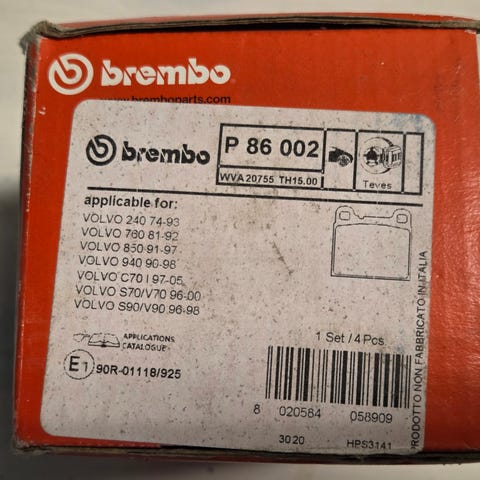 brembo
www.bremboparts.com
brembo
P 86 002
WVA 20755 TH15.00
Teves
applicable for:
VOLVO 240 74-93
VOLVO 760 81-92
VOLVO 850 91-97
VOLVO 940 90-98
VOLVO C70 I 97-05
VOLVO S70/V70 96-00
VOLVO S90/V90 96-98
APPLICATIONS
CATALOGUE
E1 90R-01118/925
1 Set / 4 Pcs.
8 020584 058909
3020 HPS3141
PRODOTTO NON FABBRICATO IN ITALIA